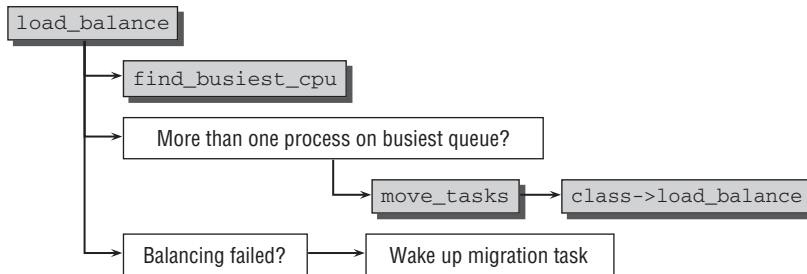 load_balance
find_busiest_cpu
More than one process on busiest queue?
move_tasks
class->load_balance
Balancing failed?
Wake up migration task